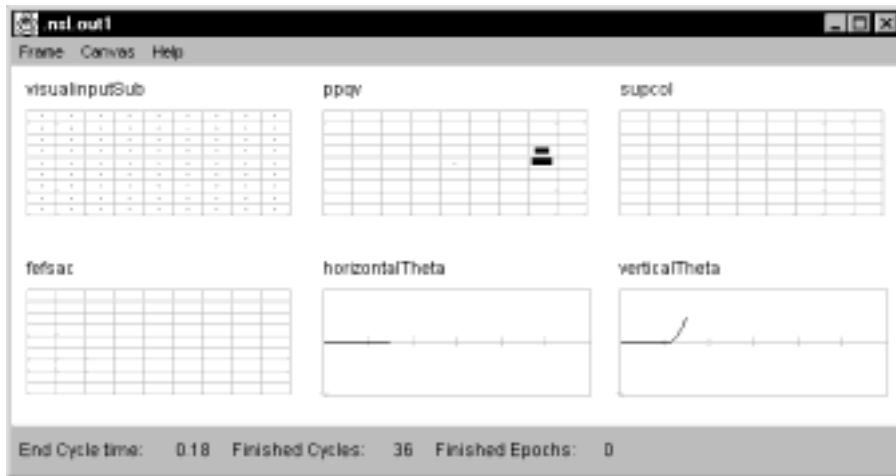 .nsl.out1
Frame Canvas Help
visualInputSub ppqv supcol
fefsac horizontalTheta verticalTheta
End Cycle time: 0.18 Finished Cycles: 36 Finished Epochs: 0